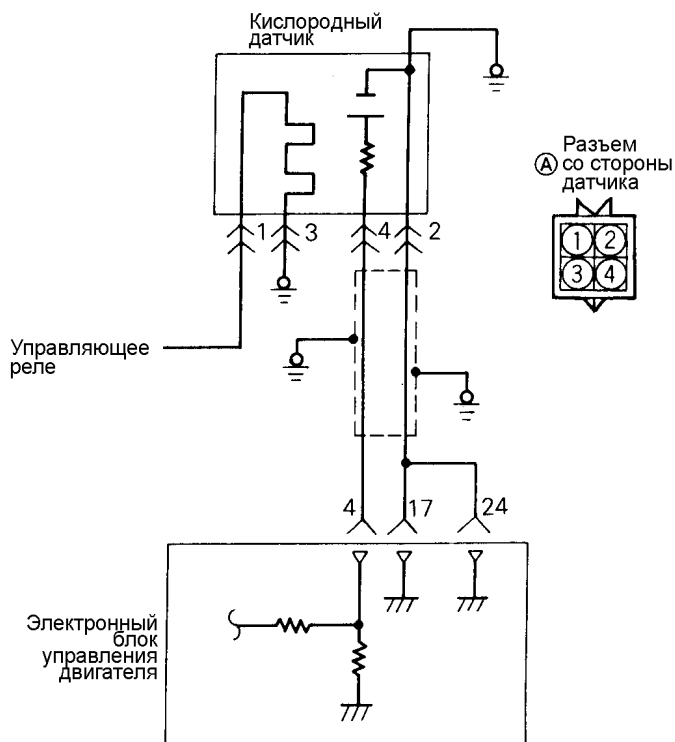 Кислородный
датчик
Разъем
Ⓐ со стороны
датчика
1 3 4 2
1 2
3 4
Управляющее
реле
4 17 24
Электронный
блок
управления
двигателя